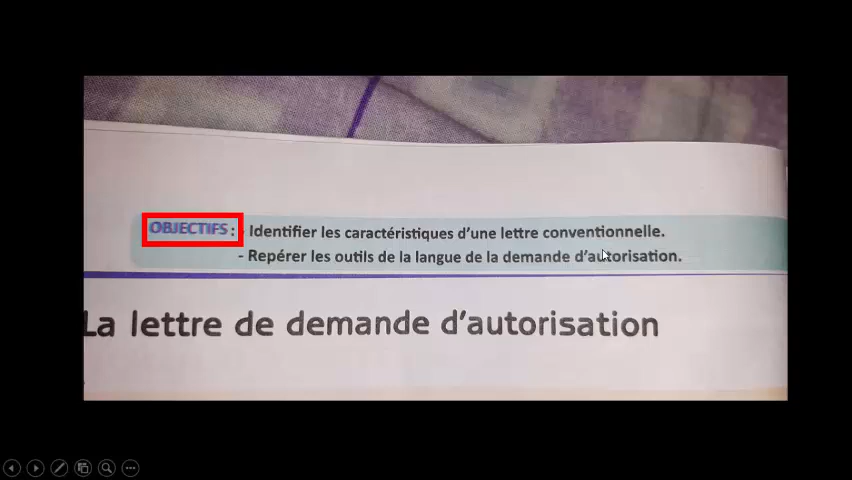 OBJECTIFS : - Identifier les caractéristiques d'une lettre conventionnelle.
- Repérer les outils de la langue de la demande d'autorisation.
La lettre de demande d'autorisation